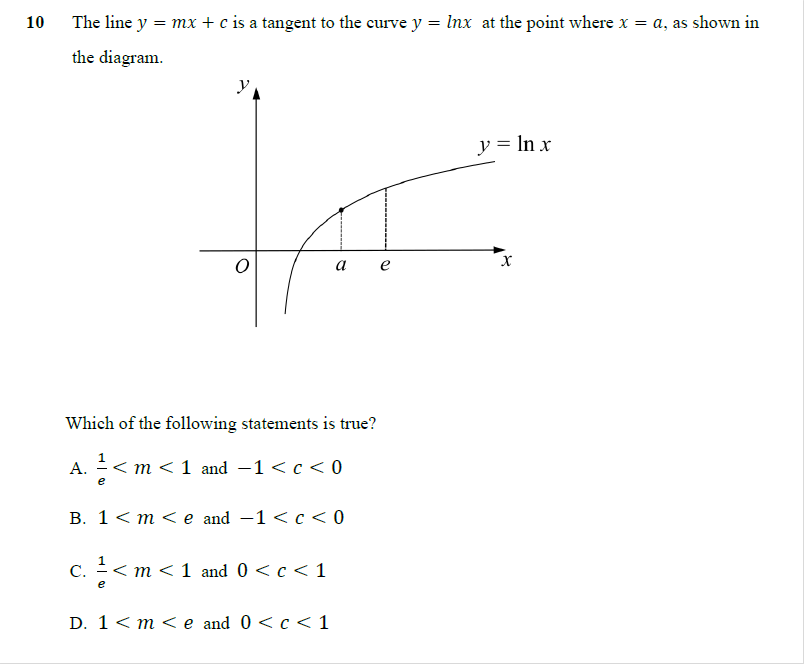 10 The line y = mx + c is a tangent to the curve y = lnx at the point where x = a, as shown in
the diagram.
y
y = ln x
O a e x
Which of the following statements is true?
A. 1/e < m < 1 and −1 < c < 0
B. 1 < m < e and −1 < c < 0
C. 1/e < m < 1 and 0 < c < 1
D. 1 < m < e and 0 < c < 1